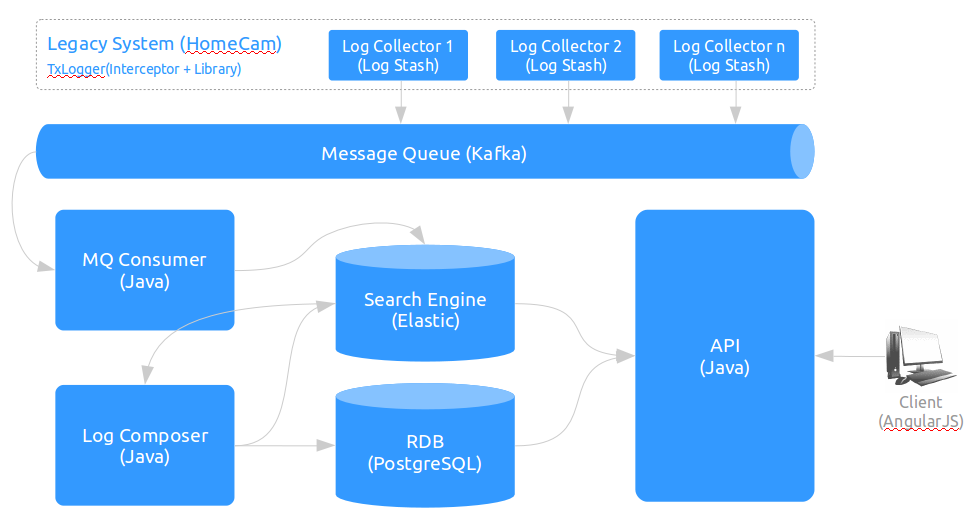 Legacy System (HomeCam)
TxLogger(Interceptor + Library)
Log Collector 1
(Log Stash)
Log Collector 2
(Log Stash)
Log Collector n
(Log Stash)
Message Queue (Kafka)
MQ Consumer
(Java)
Search Engine
(Elastic)
API
(Java)
Client
(AngularJS)
Log Composer
(Java)
RDB
(PostgreSQL)